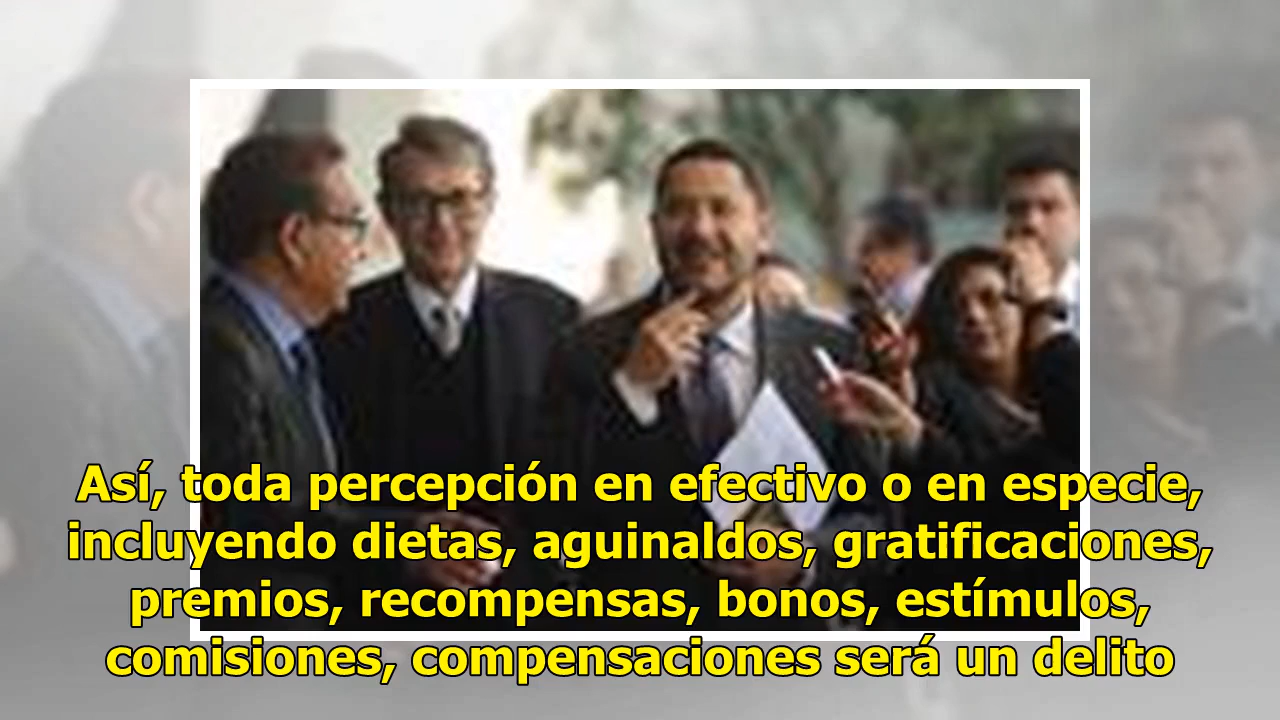 Así, toda percepción en efectivo o en especie,
incluyendo dietas, aguinaldos, gratificaciones,
premios, recompensas, bonos, estímulos,
comisiones, compensaciones será un delito